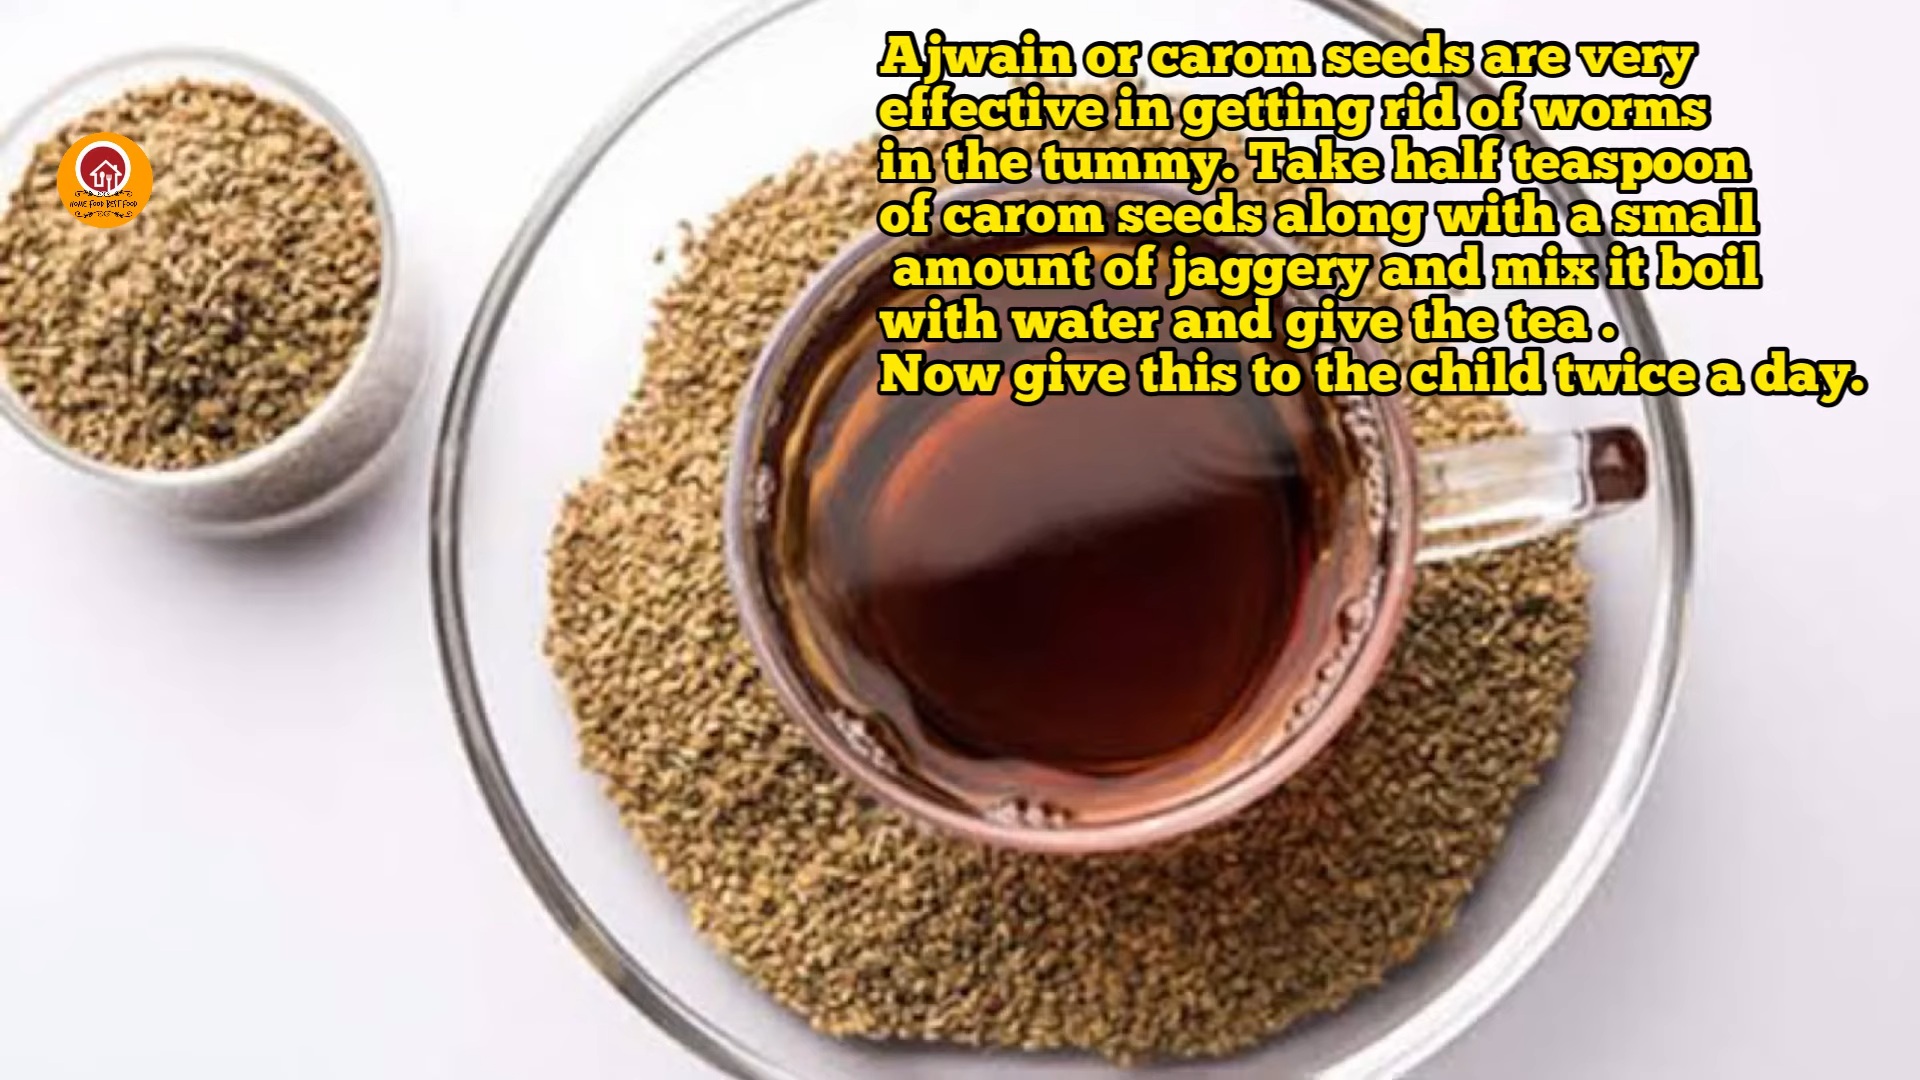 Ajwain or carom seeds are very
effective in getting rid of worms
in the tummy. Take half teaspoon
of carom seeds along with a small
amount of jaggery and mix it boil
with water and give the tea .
Now give this to the child twice a day.
HOME FOOD BEST FOOD